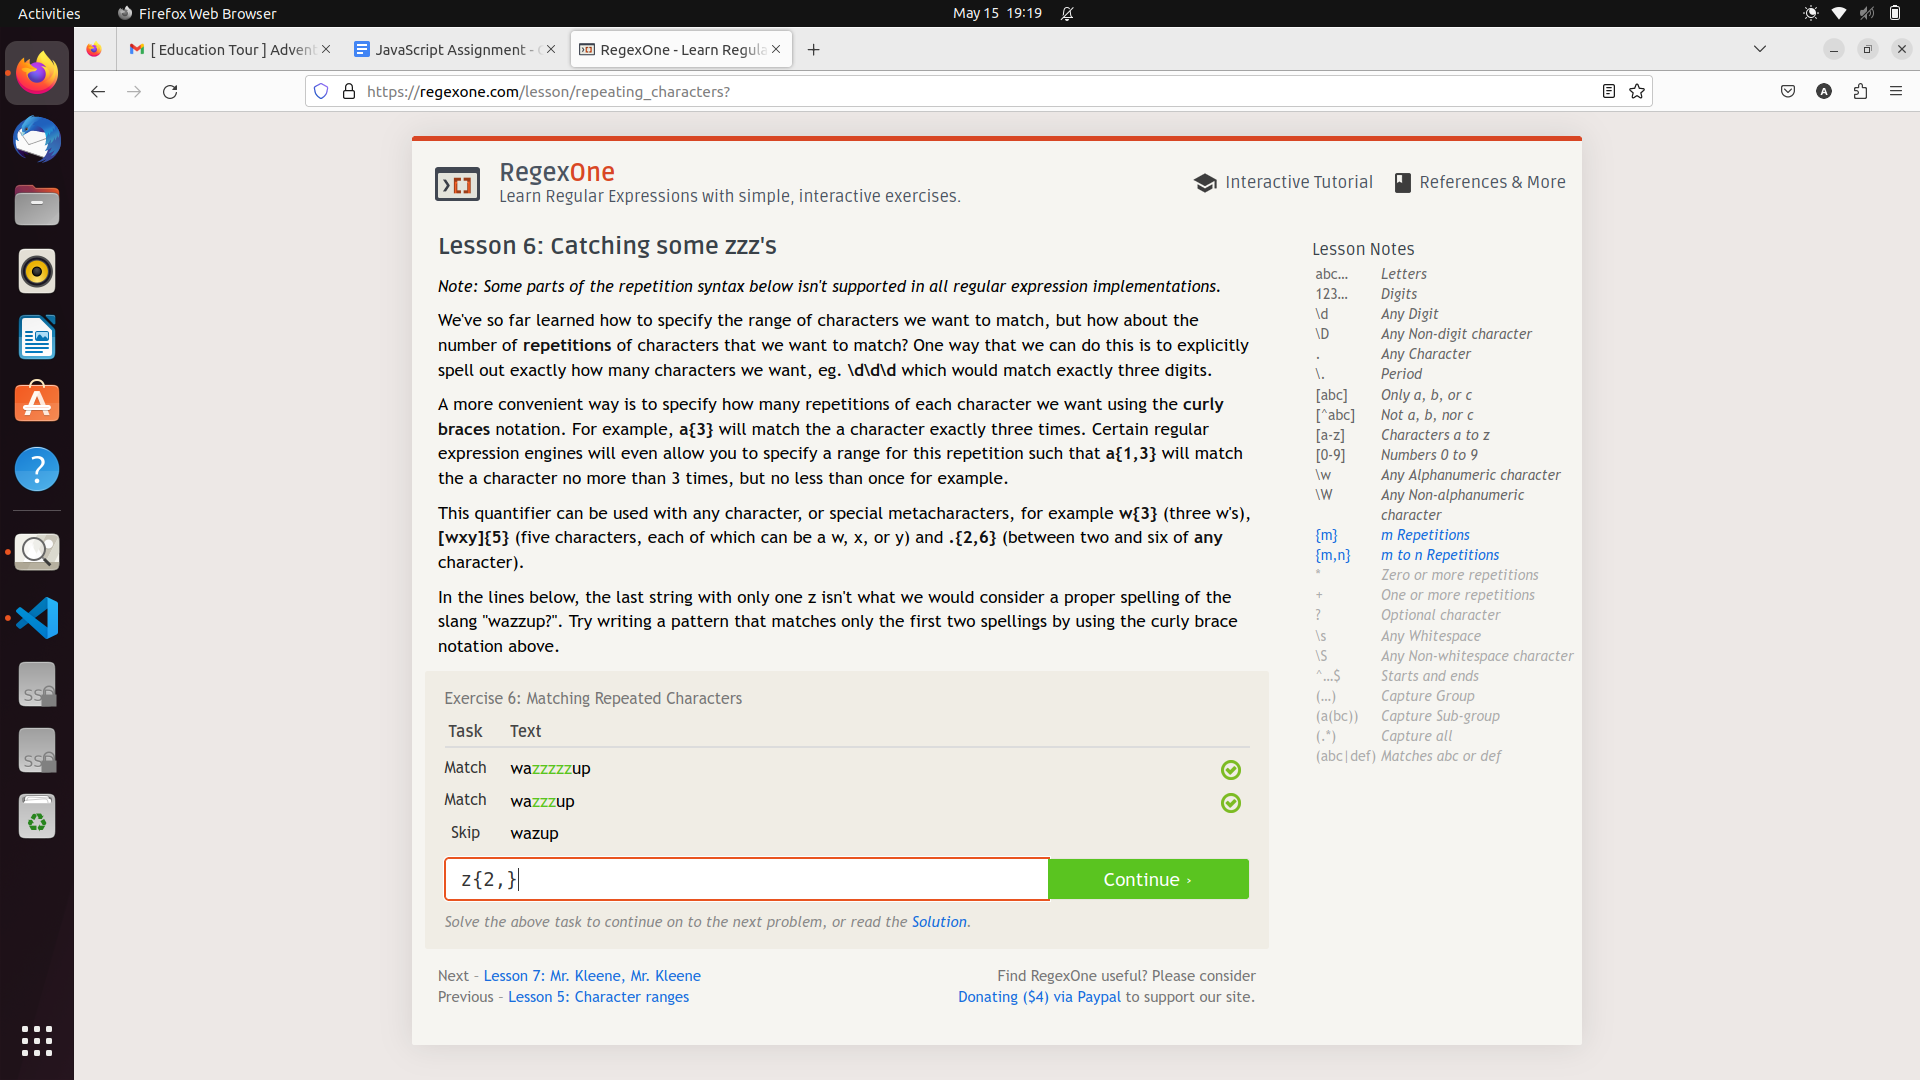 Activities
Firefox Web Browser
May 15 19:19
[ Education Tour ] Advent
JavaScript Assignment -
RegexOne - Learn Regula
https://regexone.com/lesson/repeating_characters?
A
RegexOne
Learn Regular Expressions with simple, interactive exercises.
Interactive Tutorial
References & More
Lesson 6: Catching some zzz's
Note: Some parts of the repetition syntax below isn't supported in all regular expression implementations.
We've so far learned how to specify the range of characters we want to match, but how about the
number of repetitions of characters that we want to match? One way that we can do this is to explicitly
spell out exactly how many characters we want, eg. \d\d\d which would match exactly three digits.
A more convenient way is to specify how many repetitions of each character we want using the curly
braces notation. For example, a{3} will match the a character exactly three times. Certain regular
expression engines will even allow you to specify a range for this repetition such that a{1,3} will match
the a character no more than 3 times, but no less than once for example.
This quantifier can be used with any character, or special metacharacters, for example w{3} (three w's),
[wxy]{5} (five characters, each of which can be a w, x, or y) and .{2,6} (between two and six of any
character).
In the lines below, the last string with only one z isn't what we would consider a proper spelling of the
slang "wazzup?". Try writing a pattern that matches only the first two spellings by using the curly brace
notation above.
Exercise 6: Matching Repeated Characters
Task Text
Match wazzzzzup
Match wazzzup
Skip wazup
z{2,}
Continue ›
Solve the above task to continue on to the next problem, or read the Solution.
Next – Lesson 7: Mr. Kleene, Mr. Kleene
Previous – Lesson 5: Character ranges
Find RegexOne useful? Please consider
Donating ($4) via Paypal to support our site.
Lesson Notes
abc… Letters
123… Digits
\d Any Digit
\D Any Non-digit character
. Any Character
\. Period
[abc] Only a, b, or c
[^abc] Not a, b, nor c
[a-z] Characters a to z
[0-9] Numbers 0 to 9
\w Any Alphanumeric character
\W Any Non-alphanumeric
character
{m} m Repetitions
{m,n} m to n Repetitions
* Zero or more repetitions
+ One or more repetitions
? Optional character
\s Any Whitespace
\S Any Non-whitespace character
^…$ Starts and ends
(…) Capture Group
(a(bc)) Capture Sub-group
(.*) Capture all
(abc|def) Matches abc or def